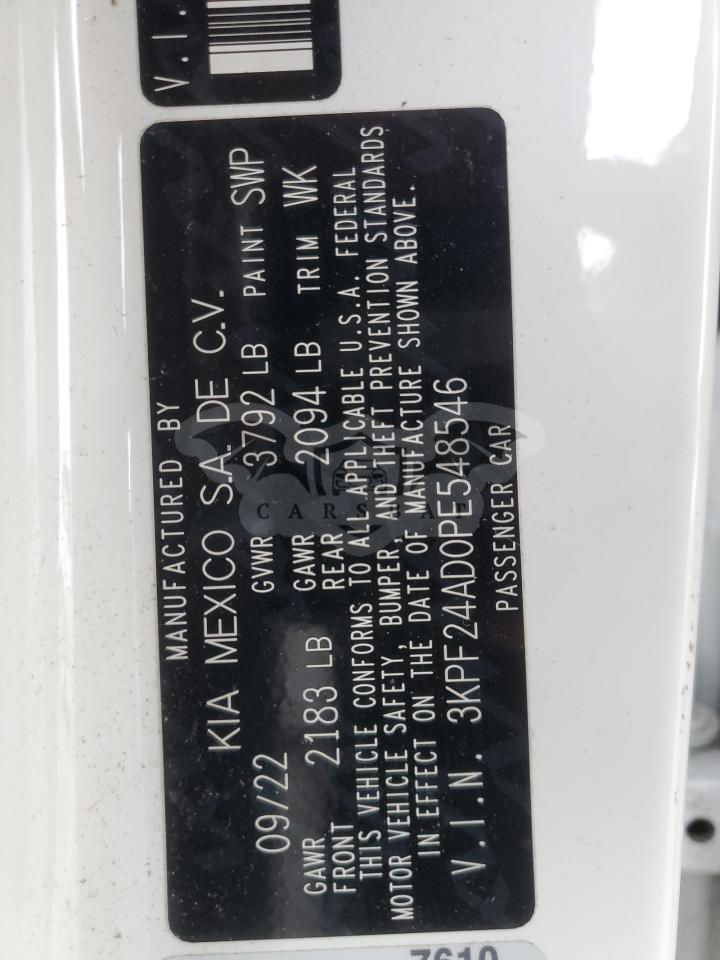 V.I.
MANUFACTURED BY
KIA MEXICO S.A. DE C.V.
09/22 GVWR 3792 LB PAINT SWP
GAWR FRONT 2183 LB GAWR REAR 2094 LB TRIM WK
THIS VEHICLE CONFORMS TO ALL APPLICABLE U.S.A. FEDERAL
MOTOR VEHICLE SAFETY, BUMPER, AND THEFT PREVENTION STANDARDS
IN EFFECT ON THE DATE OF MANUFACTURE SHOWN ABOVE.
V.I.N. 3KPF24AD0PE548546
PASSENGER CAR
7610